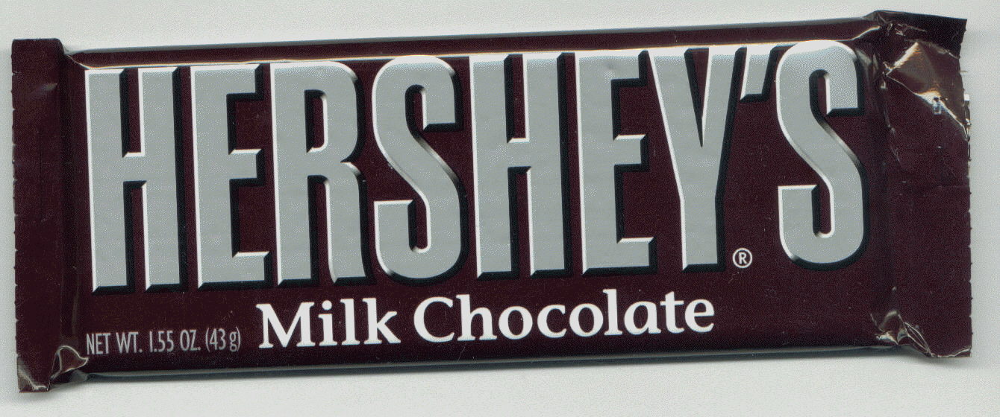 HERSHEY'S®
Milk Chocolate
NET WT. 1.55 OZ. (43 g)